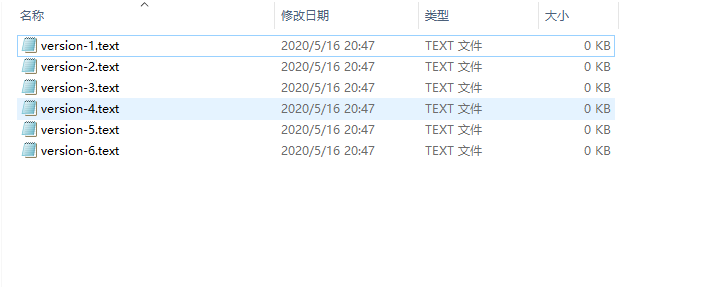 名称 修改日期 类型 大小
version-1.text 2020/5/16 20:47 TEXT 文件 0 KB
version-2.text 2020/5/16 20:47 TEXT 文件 0 KB
version-3.text 2020/5/16 20:47 TEXT 文件 0 KB
version-4.text 2020/5/16 20:47 TEXT 文件 0 KB
version-5.text 2020/5/16 20:47 TEXT 文件 0 KB
version-6.text 2020/5/16 20:47 TEXT 文件 0 KB